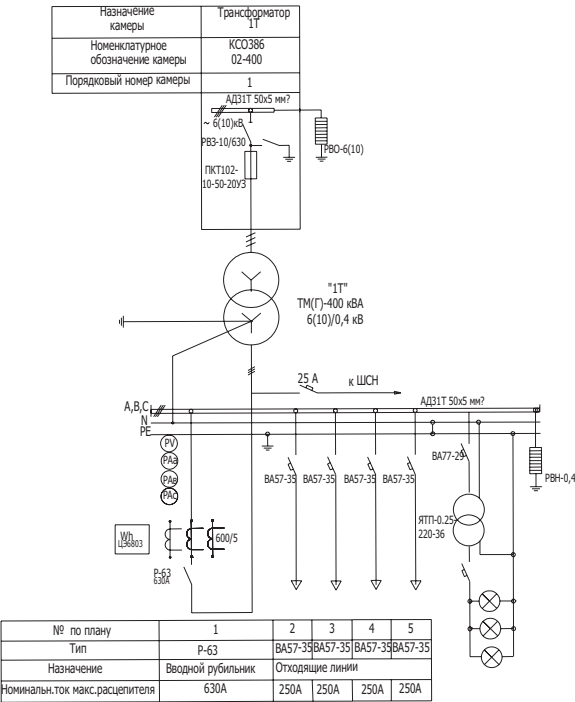 Назначение камеры
Трансформатор 1Т
Номенклатурное обозначение камеры
КСО386 02-400
Порядковый номер камеры
1
АД31Т 50х5 мм?
~ 6(10)кВ
РВЗ-10/630
РВО-6(10)
ПКТ102-
10-50-20У3
"1Т"
ТМ(Г)-400 кВА
6(10)/0,4 кВ
25 А
к ШСН
АД31Т 50х5 мм?
А,В,С
N
PE
PV
PAa
PAв
PAc
ВА57-35
ВА57-35
ВА57-35
ВА57-35
ВА77-29
РВН-0,4
ЯТП-0.25-
220-36
Wh
ЦЭ6803
600/5
Р-63
630А
№ по плану
1
2
3
4
5
Тип
Р-63
ВА57-35
ВА57-35
ВА57-35
ВА57-35
Назначение
Вводной рубильник
Отходящие линии
Номинальн.ток макс.расцепителя
630А
250А
250А
250А
250А